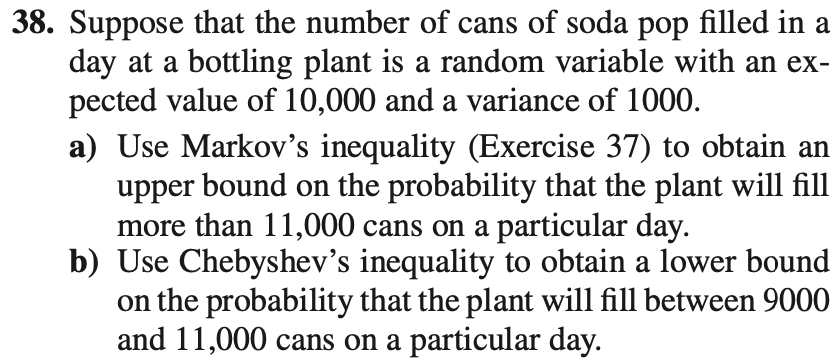 38. Suppose that the number of cans of soda pop filled in a
day at a bottling plant is a random variable with an ex-
pected value of 10,000 and a variance of 1000.
a) Use Markov's inequality (Exercise 37) to obtain an
upper bound on the probability that the plant will fill
more than 11,000 cans on a particular day.
b) Use Chebyshev's inequality to obtain a lower bound
on the probability that the plant will fill between 9000
and 11,000 cans on a particular day.